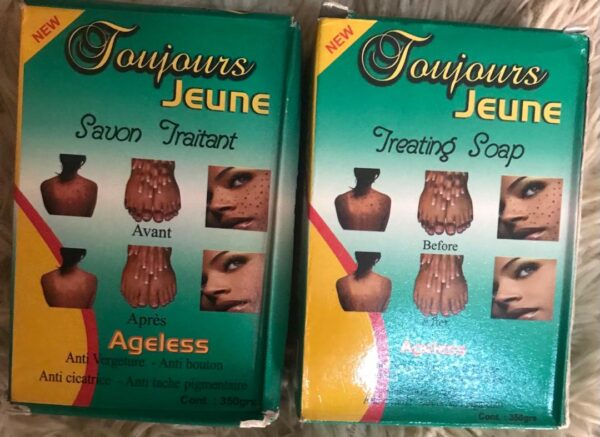 NEW
Toujours
JEUNE
Savon Traitant
Avant
Après
Ageless
Anti Vergeture - Anti bouton
Anti cicatrice - Anti tache pigmentaire
Cont. : 350grs
NEW
Toujours
JEUNE
Treating Soap
Before
Ageless
Cont. : 350grs